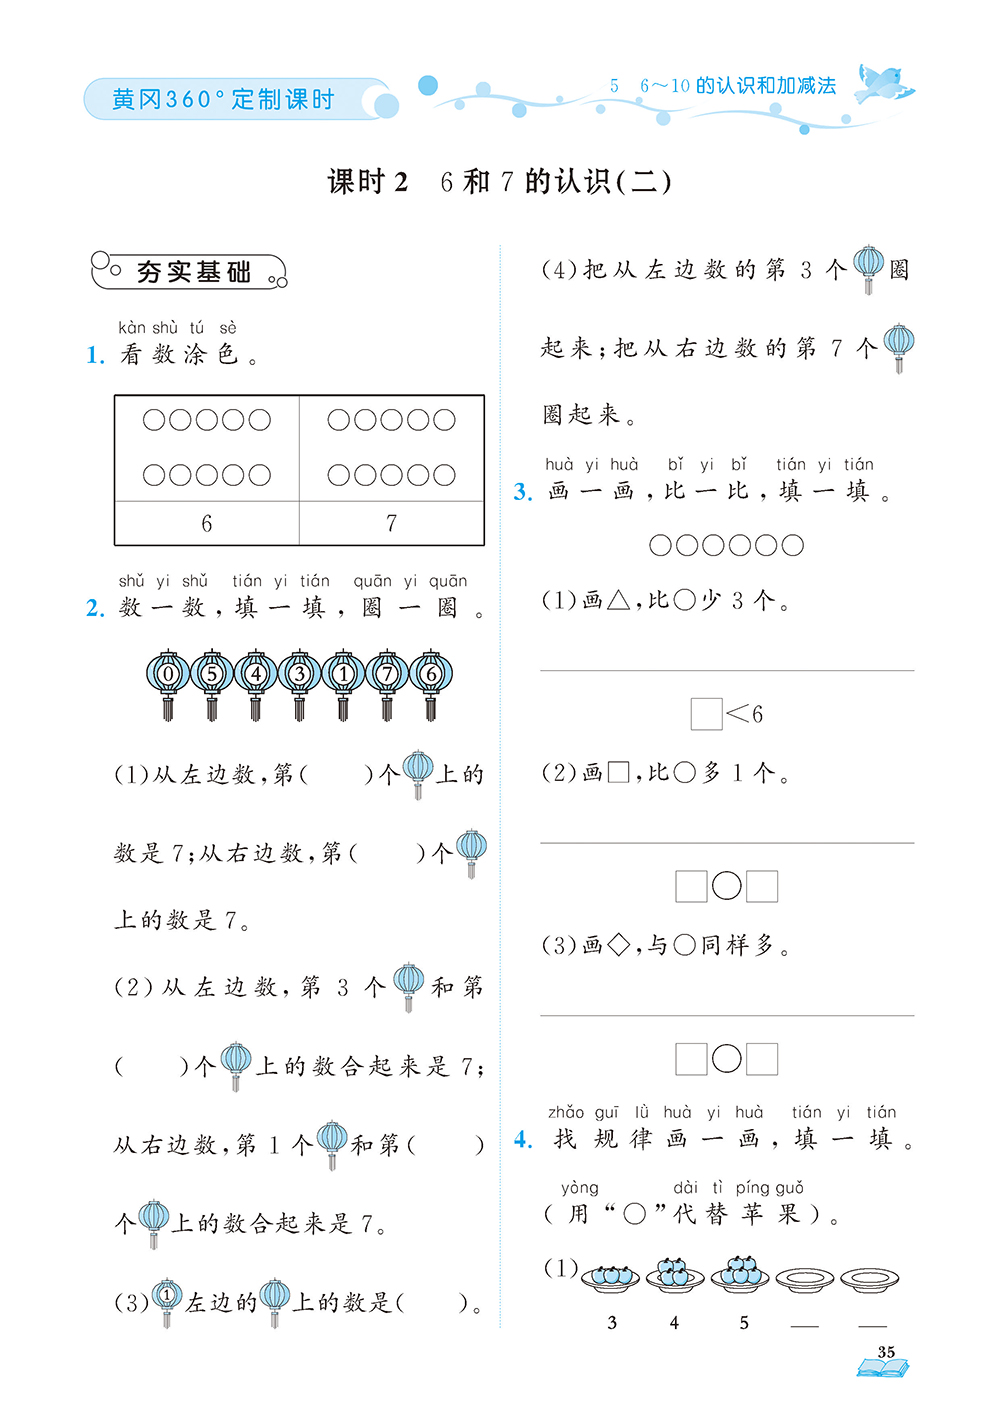 黄冈360°定制课时
5 6～10的认识和加减法
课时2 6和7的认识(二)
夯实基础
kàn shù tú sè
1. 看数涂色。
6 7
shǔ yi shǔ tián yi tián quān yi quān
2. 数一数,填一填,圈一圈。
0 5 4 3 1 7 6
(1)从左边数,第( )个上的
数是7;从右边数,第( )个
上的数是7。
(2)从左边数,第3个和第
( )个上的数合起来是7;
从右边数,第1个和第( )
个上的数合起来是7。
(3)①左边的上的数是( )。
(4)把从左边数的第3个圈
起来;把从右边数的第7个
圈起来。
huà yi huà bǐ yi bǐ tián yi tián
3. 画一画,比一比,填一填。
○○○○○○
(1)画△,比○少3个。
□<6
(2)画□,比○多1个。
□○□
(3)画◇,与○同样多。
□○□
zhǎo guī lǜ huà yi huà tián yi tián
4. 找规律画一画,填一填。
yòng dài tì píng guǒ
(用“○”代替苹果)。
(1)
3 4 5 __ __
35